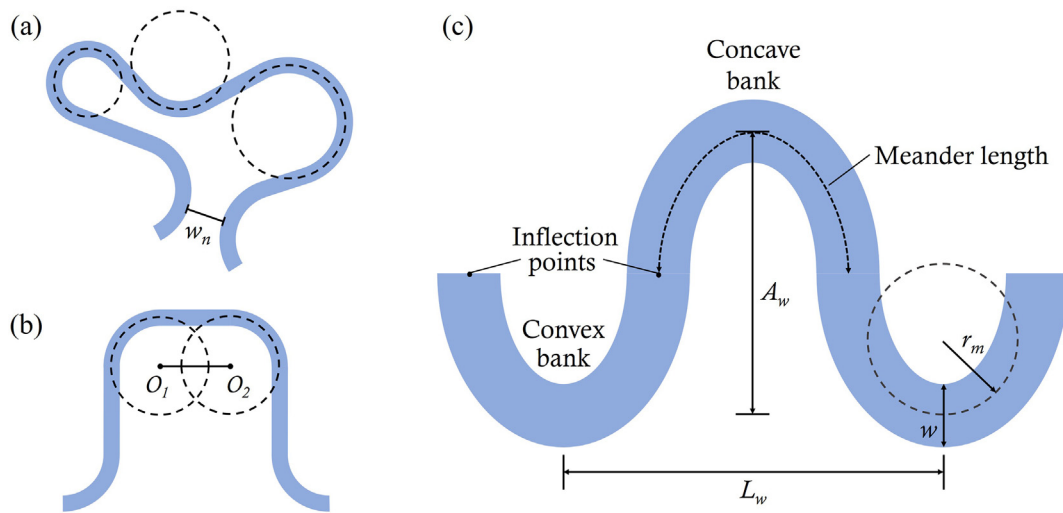 (a)
w_n
(b)
O_1
O_2
(c)
Concave
bank
Meander length
Inflection
points
A_w
Convex
bank
r_m
w
L_w